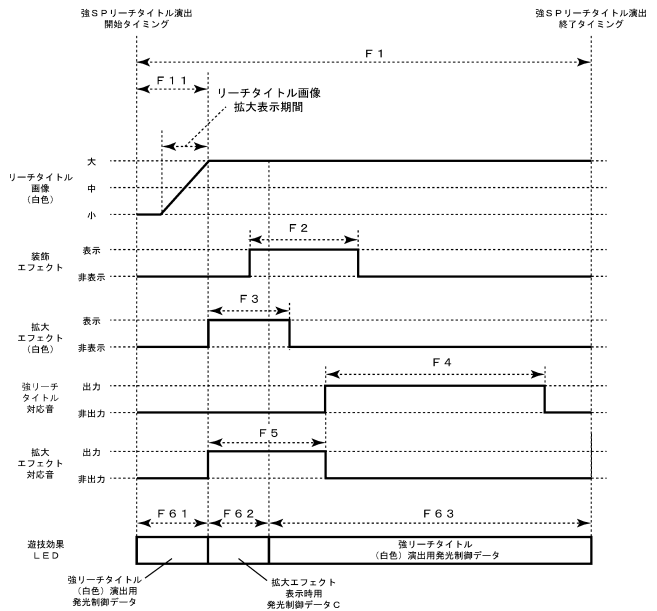 強ＳＰリーチタイトル演出
開始タイミング
強ＳＰリーチタイトル演出
終了タイミング
Ｆ１
Ｆ１１
リーチタイトル画像
拡大表示期間
リーチタイトル
画像
（白色）
大
中
小
Ｆ２
装飾
エフェクト
表示
非表示
Ｆ３
拡大
エフェクト
（白色）
表示
非表示
Ｆ４
強リーチ
タイトル
対応音
出力
非出力
Ｆ５
拡大
エフェクト
対応音
出力
非出力
Ｆ６１
Ｆ６２
Ｆ６３
遊技効果
ＬＥＤ
強リーチタイトル
（白色）演出用発光制御データ
強リーチタイトル
（白色）演出用
発光制御データ
拡大エフェクト
表示時用
発光制御データＣ